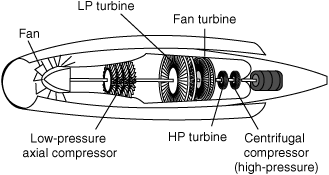 LP turbine
Fan turbine
Fan
Low-pressure
axial compressor
HP turbine
Centrifugal
compressor
(high-pressure)